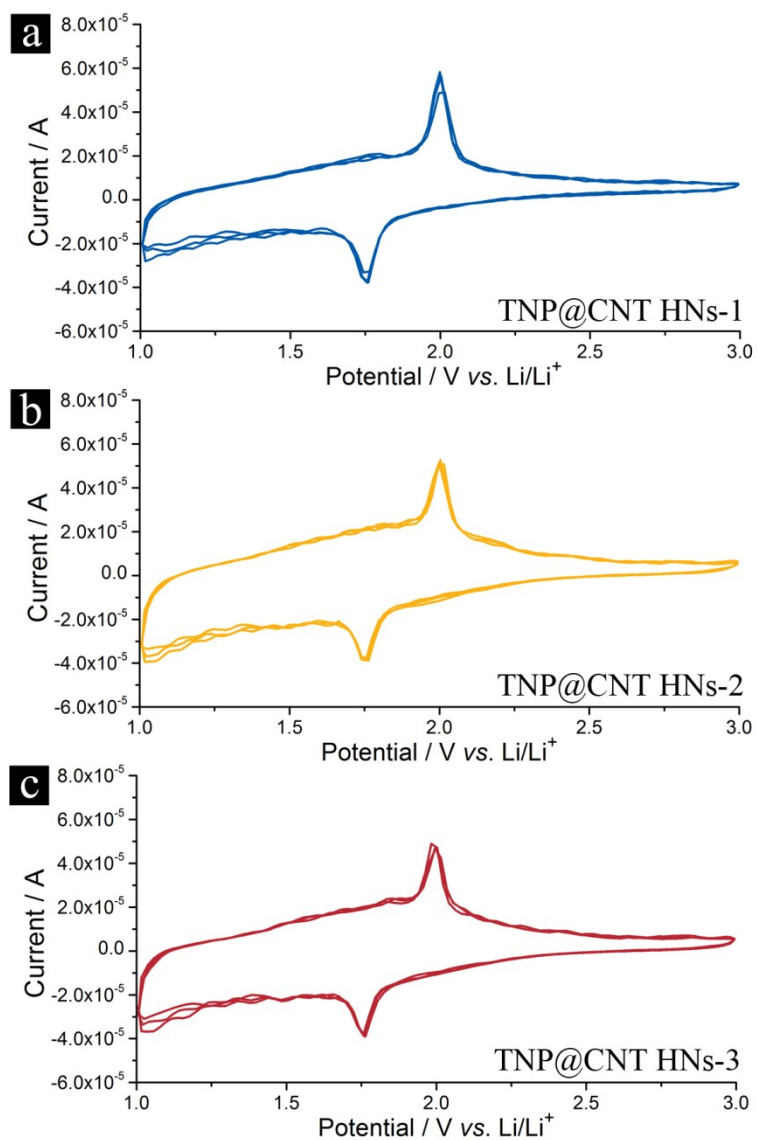 a
8.0x10⁻⁵
6.0x10⁻⁵
4.0x10⁻⁵
2.0x10⁻⁵
0.0
-2.0x10⁻⁵
-4.0x10⁻⁵
-6.0x10⁻⁵
Current / A
TNP@CNT HNs-1
1.0 1.5 2.0 2.5 3.0
Potential / V vs. Li/Li⁺
b
8.0x10⁻⁵
6.0x10⁻⁵
4.0x10⁻⁵
2.0x10⁻⁵
0.0
-2.0x10⁻⁵
-4.0x10⁻⁵
-6.0x10⁻⁵
Current / A
TNP@CNT HNs-2
1.0 1.5 2.0 2.5 3.0
Potential / V vs. Li/Li⁺
c
8.0x10⁻⁵
6.0x10⁻⁵
4.0x10⁻⁵
2.0x10⁻⁵
0.0
-2.0x10⁻⁵
-4.0x10⁻⁵
-6.0x10⁻⁵
Current / A
TNP@CNT HNs-3
1.0 1.5 2.0 2.5 3.0
Potential / V vs. Li/Li⁺